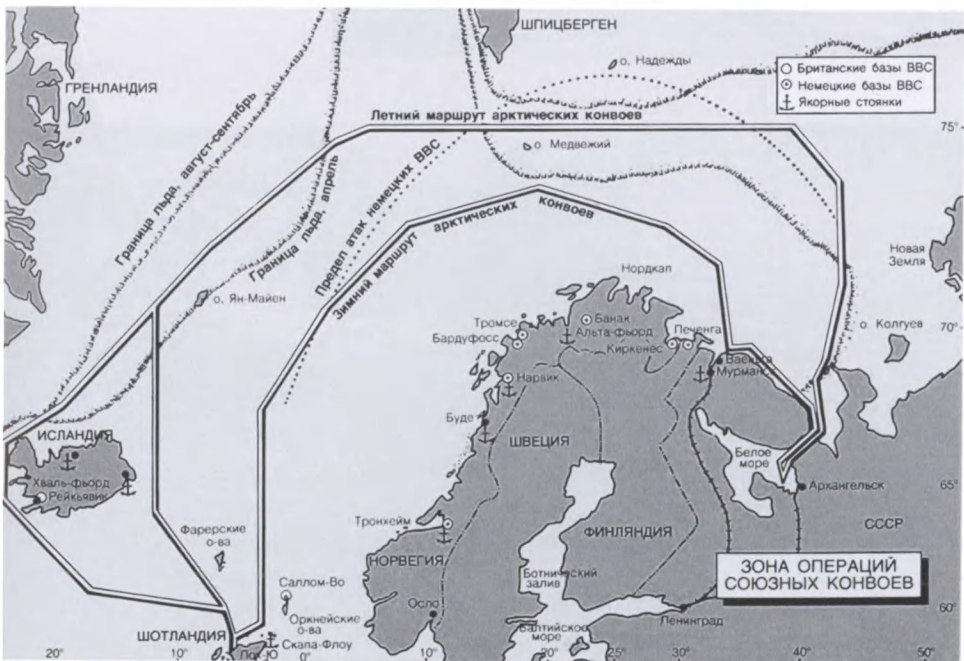 ШПИЦБЕРГЕН
ГРЕНЛАНДИЯ
о. Надежды
Британские базы ВВС
Немецкие базы ВВС
Якорные стоянки
Летний маршрут арктических конвоев
75°
о. Медвежий
Граница льда, август-сентябрь
Граница льда, апрель
Предел атак немецких ВВС
Зимний маршрут арктических конвоев
Новая
Земля
Нордкап
о. Ян-Майен
Тромсе
Банак
Бардуфосс
Альта-фьорд
Печенга
70°
о. Колгуев
Киркенес
Ваенга
Мурманск
Нарвик
Буде
ИСЛАНДИЯ
ШВЕЦИЯ
Белое
море
Хваль-фьорд
Рейкьявик
65°
Архангельск
Фарерские
о-ва
Тронхейм
ФИНЛЯНДИЯ
СССР
НОРВЕГИЯ
ЗОНА ОПЕРАЦИЙ
СОЮЗНЫХ КОНВОЕВ
Саллом-Во
Ботнический
залив
Оркнейские
о-ва
Осло
60°
ШОТЛАНДИЯ
Скапа-Флоу
Балтийское
море
Ленинград
20°
10°
0°
10°
20°
30°
40°
50°